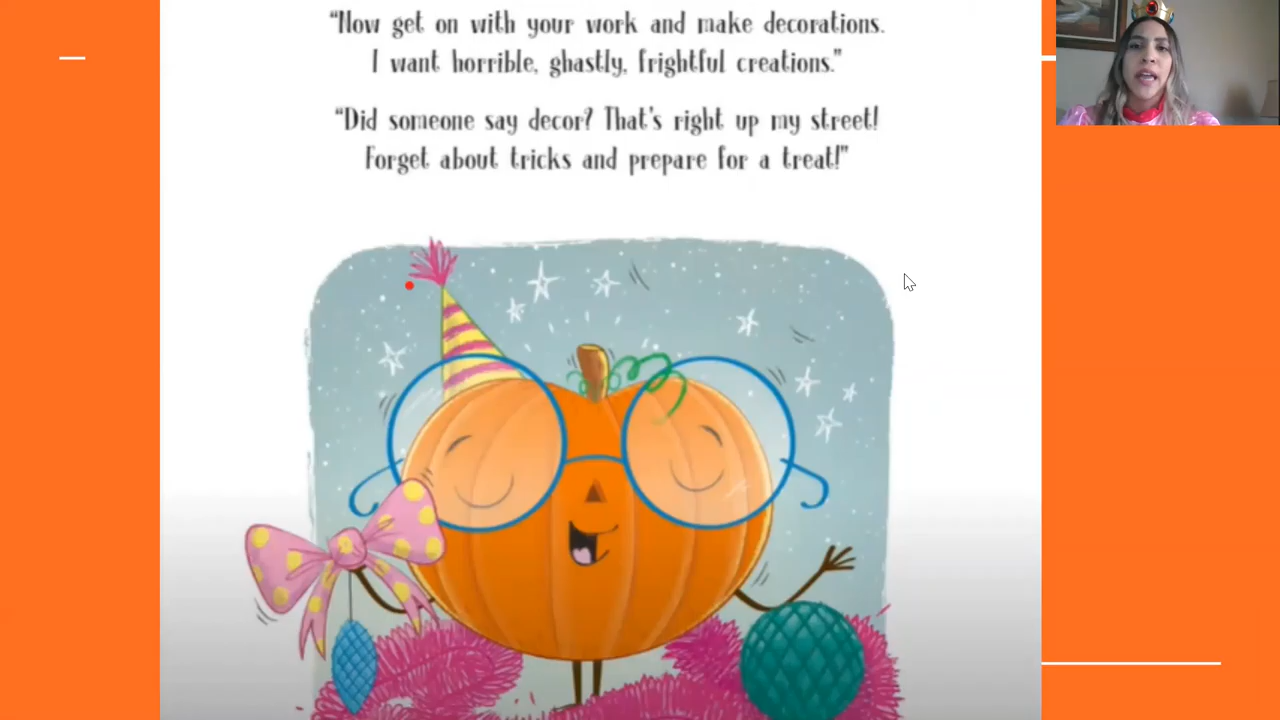 “Now get on with your work and make decorations.
I want horrible, ghastly, frightful creations.”
“Did someone say decor? That's right up my street!
Forget about tricks and prepare for a treat!”